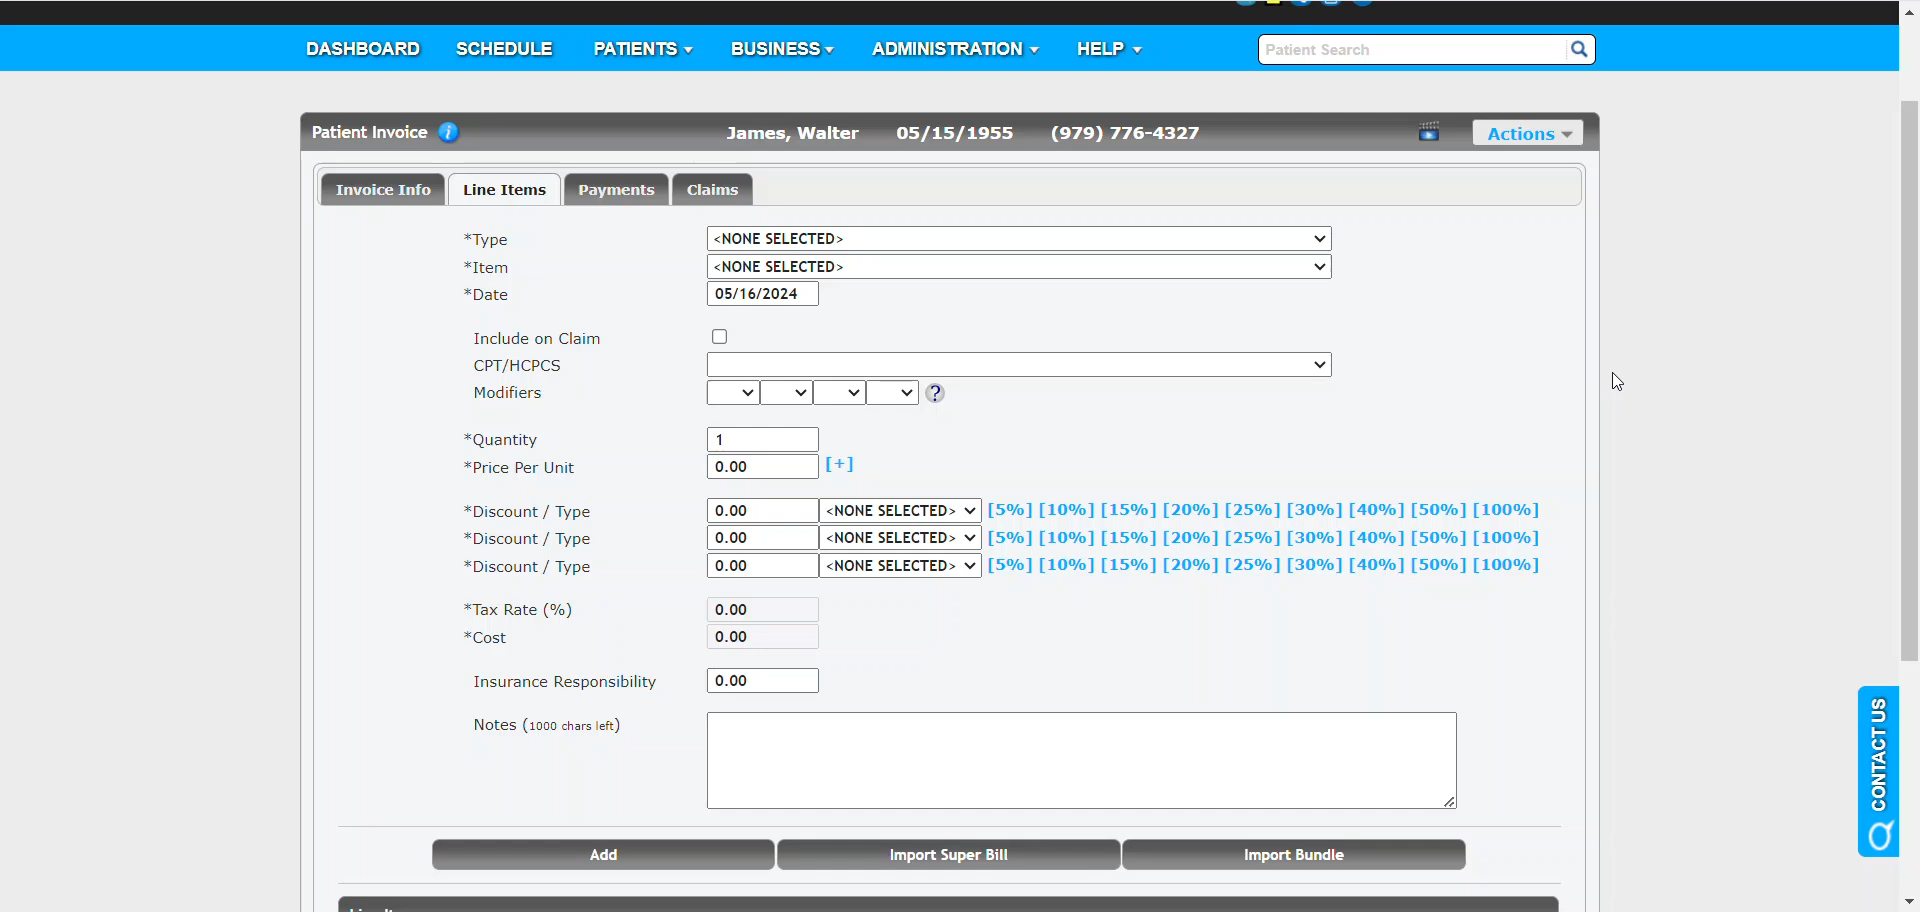 DASHBOARD SCHEDULE PATIENTS BUSINESS ADMINISTRATION HELP Patient Search
Patient Invoice James, Walter 05/15/1955 (979) 776-4327 Actions
Invoice Info Line Items Payments Claims
*Type <NONE SELECTED>
*Item <NONE SELECTED>
*Date 05/16/2024
Include on Claim
CPT/HCPCS
Modifiers ?
*Quantity 1
*Price Per Unit 0.00 [+]
*Discount / Type 0.00 <NONE SELECTED> [5%] [10%] [15%] [20%] [25%] [30%] [40%] [50%] [100%]
*Discount / Type 0.00 <NONE SELECTED> [5%] [10%] [15%] [20%] [25%] [30%] [40%] [50%] [100%]
*Discount / Type 0.00 <NONE SELECTED> [5%] [10%] [15%] [20%] [25%] [30%] [40%] [50%] [100%]
*Tax Rate (%) 0.00
*Cost 0.00
Insurance Responsibility 0.00
Notes (1000 chars left)
CONTACT US
Add Import Super Bill Import Bundle